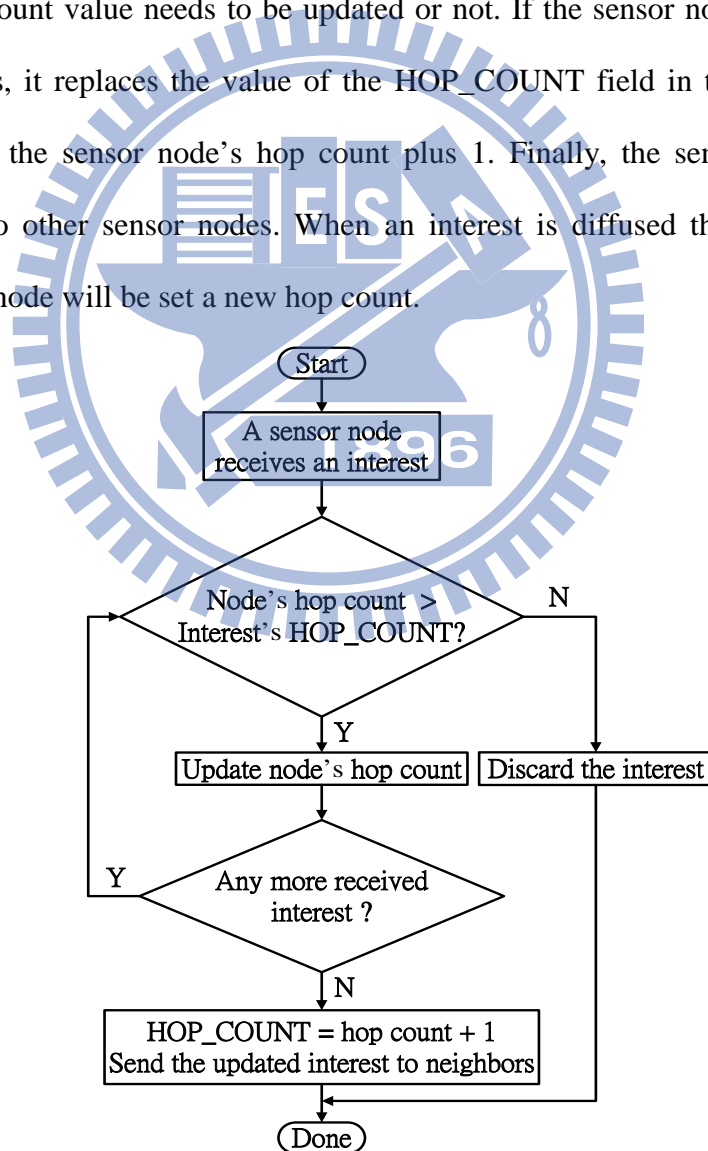 ount value needs to be updated or not. If the sensor no
s, it replaces the value of the HOP_COUNT field in t
the sensor node's hop count plus 1. Finally, the sen
o other sensor nodes. When an interest is diffused th
node will be set a new hop count.
E S A
Start
A sensor node
receives an interest
1896
Node's hop count >
Interest's HOP_COUNT?
N
Y
Update node's hop count
Discard the interest
Y
Any more received
interest ?
N
HOP_COUNT = hop count + 1
Send the updated interest to neighbors
Done